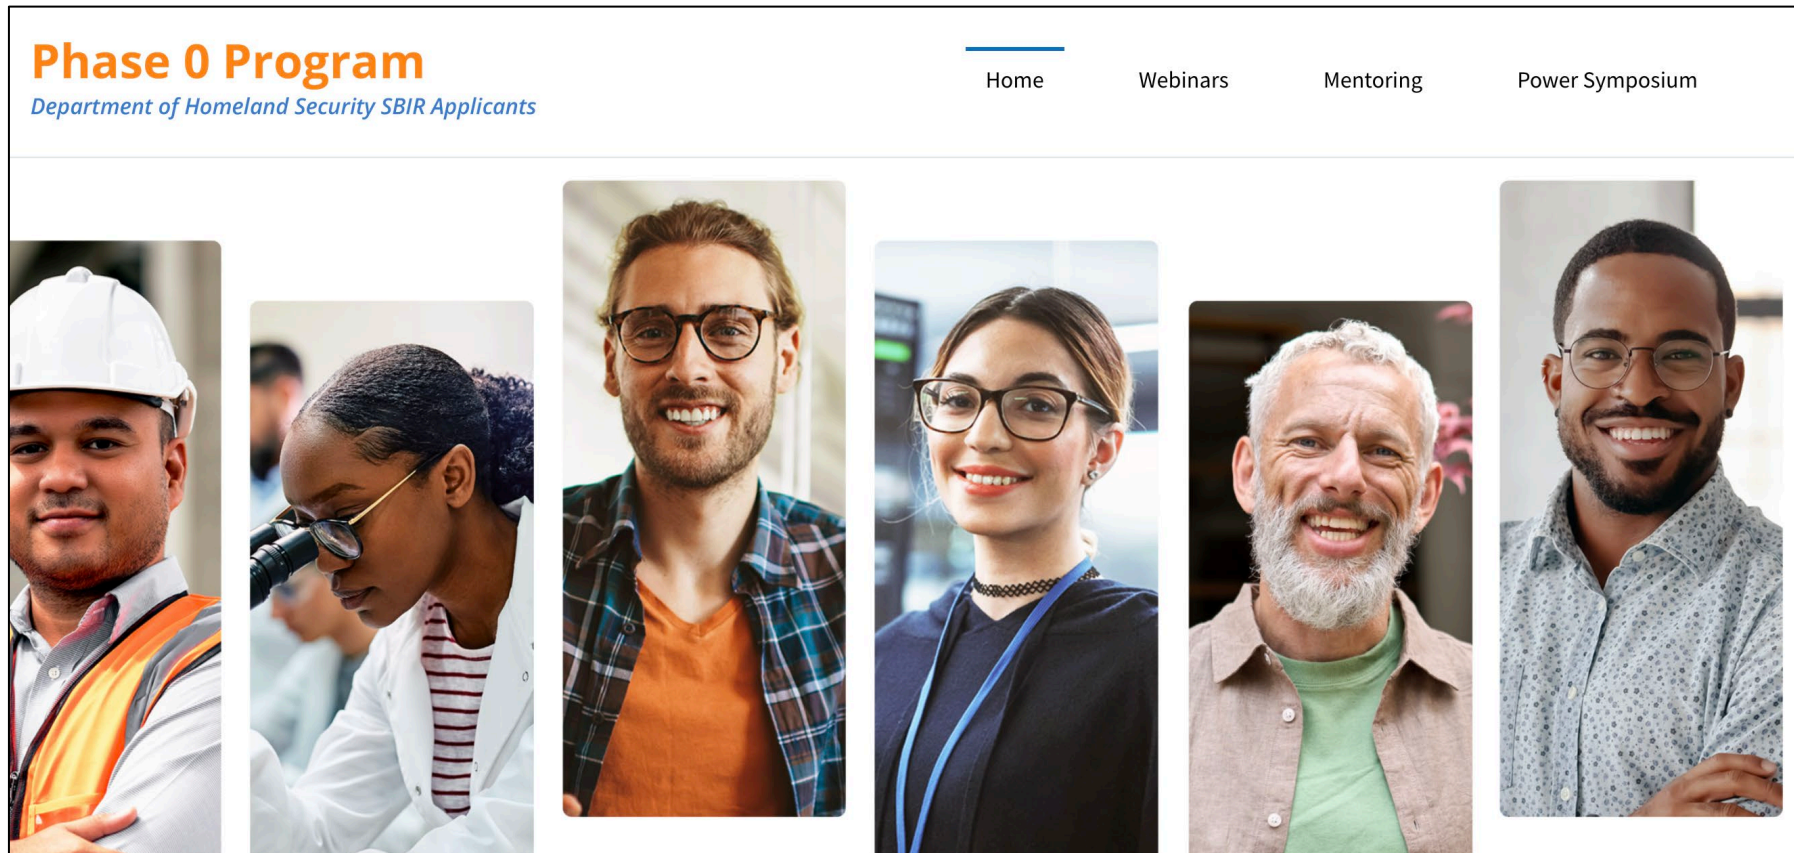 Phase 0 Program
Department of Homeland Security SBIR Applicants
Home
Webinars
Mentoring
Power Symposium